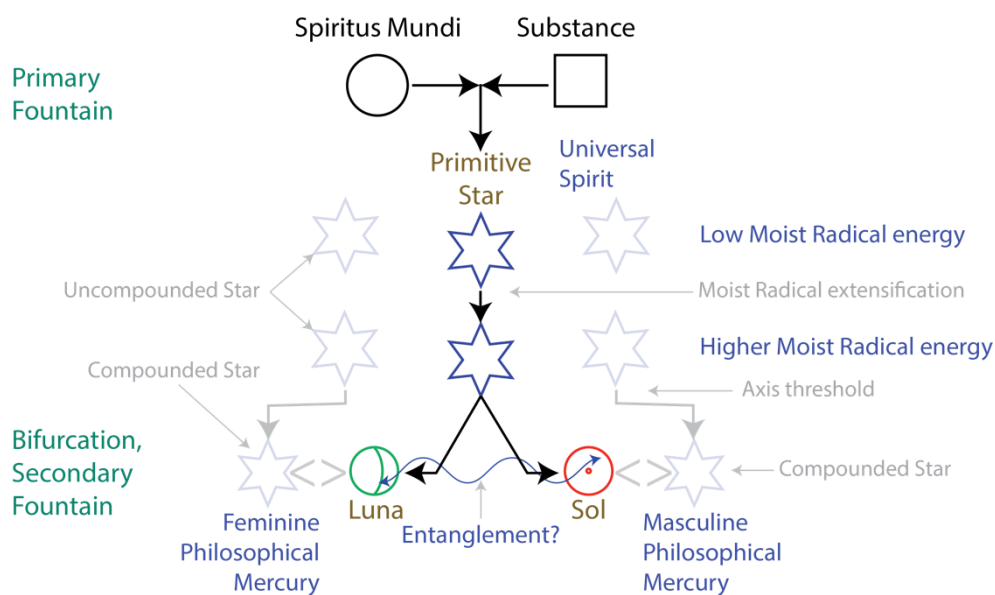 Spiritus Mundi
Substance
Primary
Fountain
Primitive
Star
Universal
Spirit
Low Moist Radical energy
Uncompounded Star
Moist Radical extensification
Higher Moist Radical energy
Compounded Star
Axis threshold
Bifurcation,
Secondary
Fountain
Compounded Star
Luna
Sol
Entanglement?
Feminine
Philosophical
Mercury
Masculine
Philosophical
Mercury